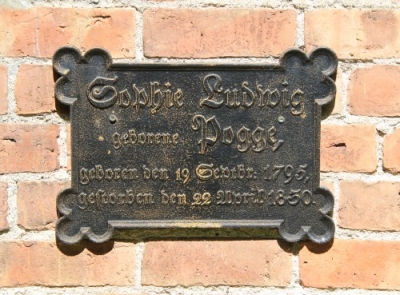 Sophie Ludwig
geborene Pogge,
geboren den 19 Septbr. 1795,
gestorben den 22 April 1850.